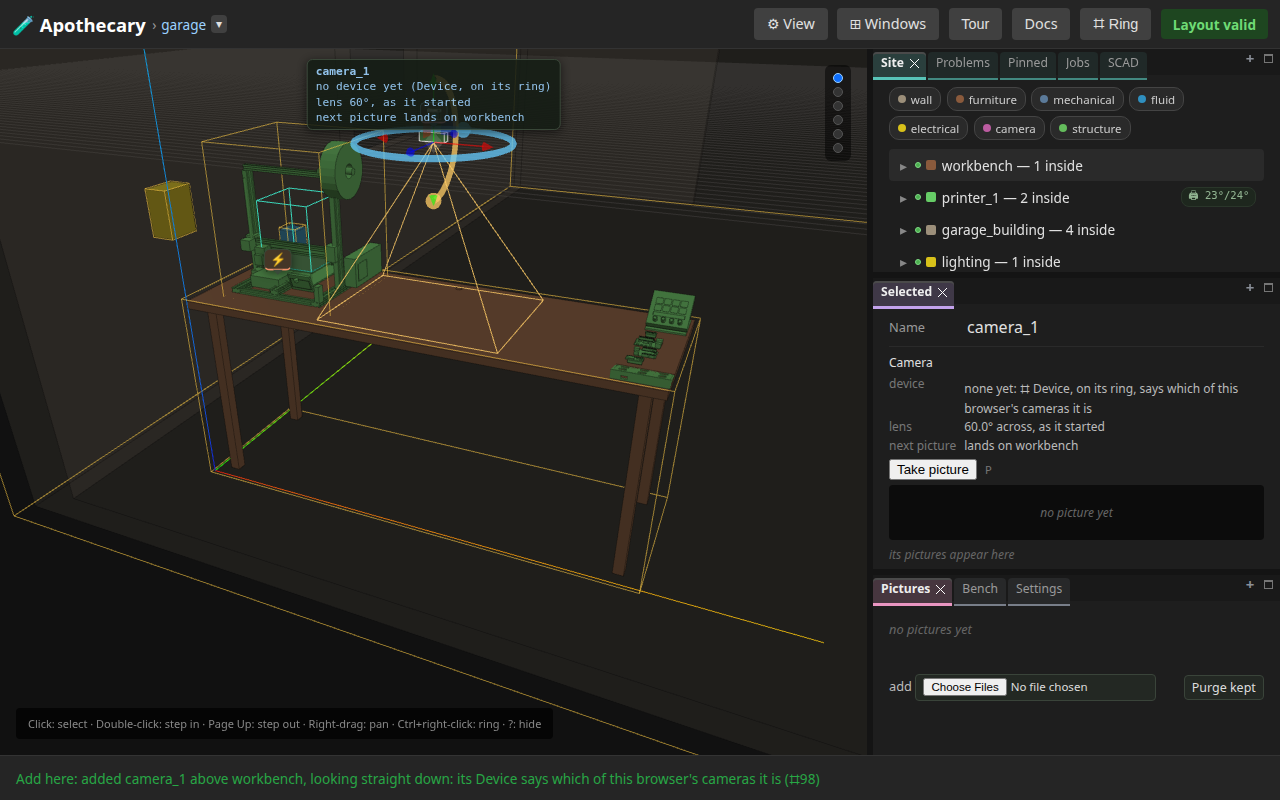 Apothecary › garage ▾
⚙ View
⊞ Windows
Tour
Docs
⌗ Ring
Layout valid
camera_1
no device yet (Device, on its ring)
lens 60°, as it started
next picture lands on workbench
Site
Problems
Pinned
Jobs
SCAD
wall
furniture
mechanical
fluid
electrical
camera
structure
workbench — 1 inside
printer_1 — 2 inside
23°/24°
garage_building — 4 inside
lighting — 1 inside
Selected
Name camera_1
Camera
device none yet: ⌗ Device, on its ring, says which of this
browser's cameras it is
lens 60.0° across, as it started
next picture lands on workbench
Take picture P
no picture yet
its pictures appear here
Pictures
Bench
Settings
no pictures yet
add Choose Files No file chosen
Purge kept
Click: select · Double-click: step in · Page Up: step out · Right-drag: pan · Ctrl+right-click: ring · ?: hide
Add here: added camera_1 above workbench, looking straight down: its Device says which of this browser's cameras it is (⌗98)